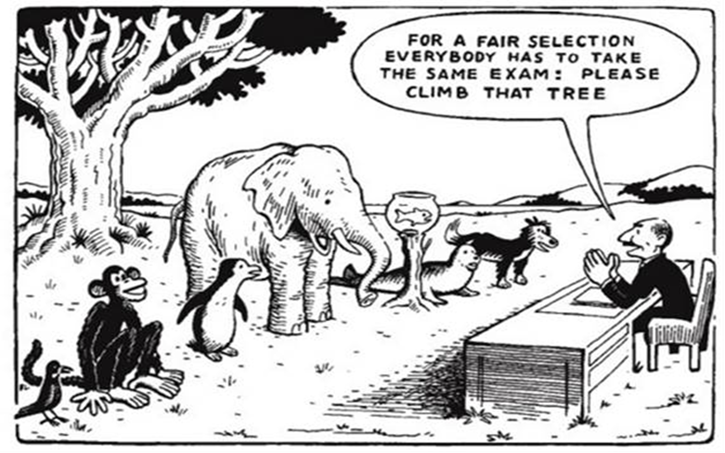 FOR A FAIR SELECTION
EVERYBODY HAS TO TAKE
THE SAME EXAM: PLEASE
CLIMB THAT TREE